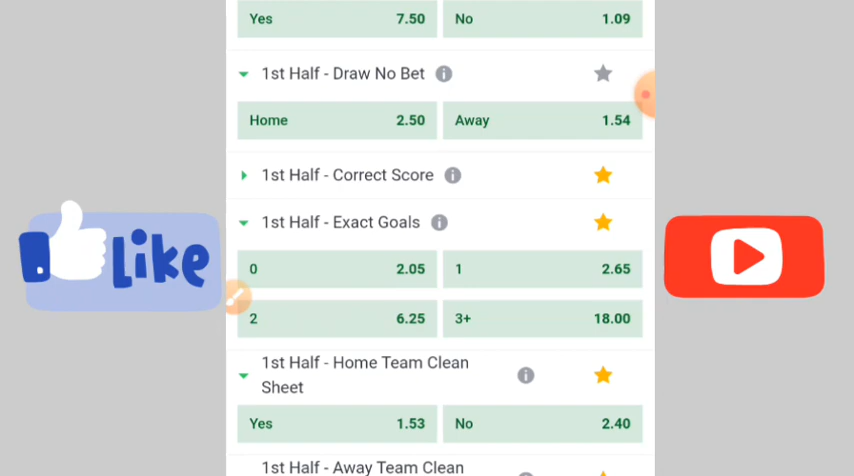 Yes 7.50 No 1.09
1st Half - Draw No Bet
Home 2.50 Away 1.54
1st Half - Correct Score
1st Half - Exact Goals
0 2.05 1 2.65
2 6.25 3+ 18.00
1st Half - Home Team Clean
Sheet
Yes 1.53 No 2.40
1st Half - Away Team Clean
Like